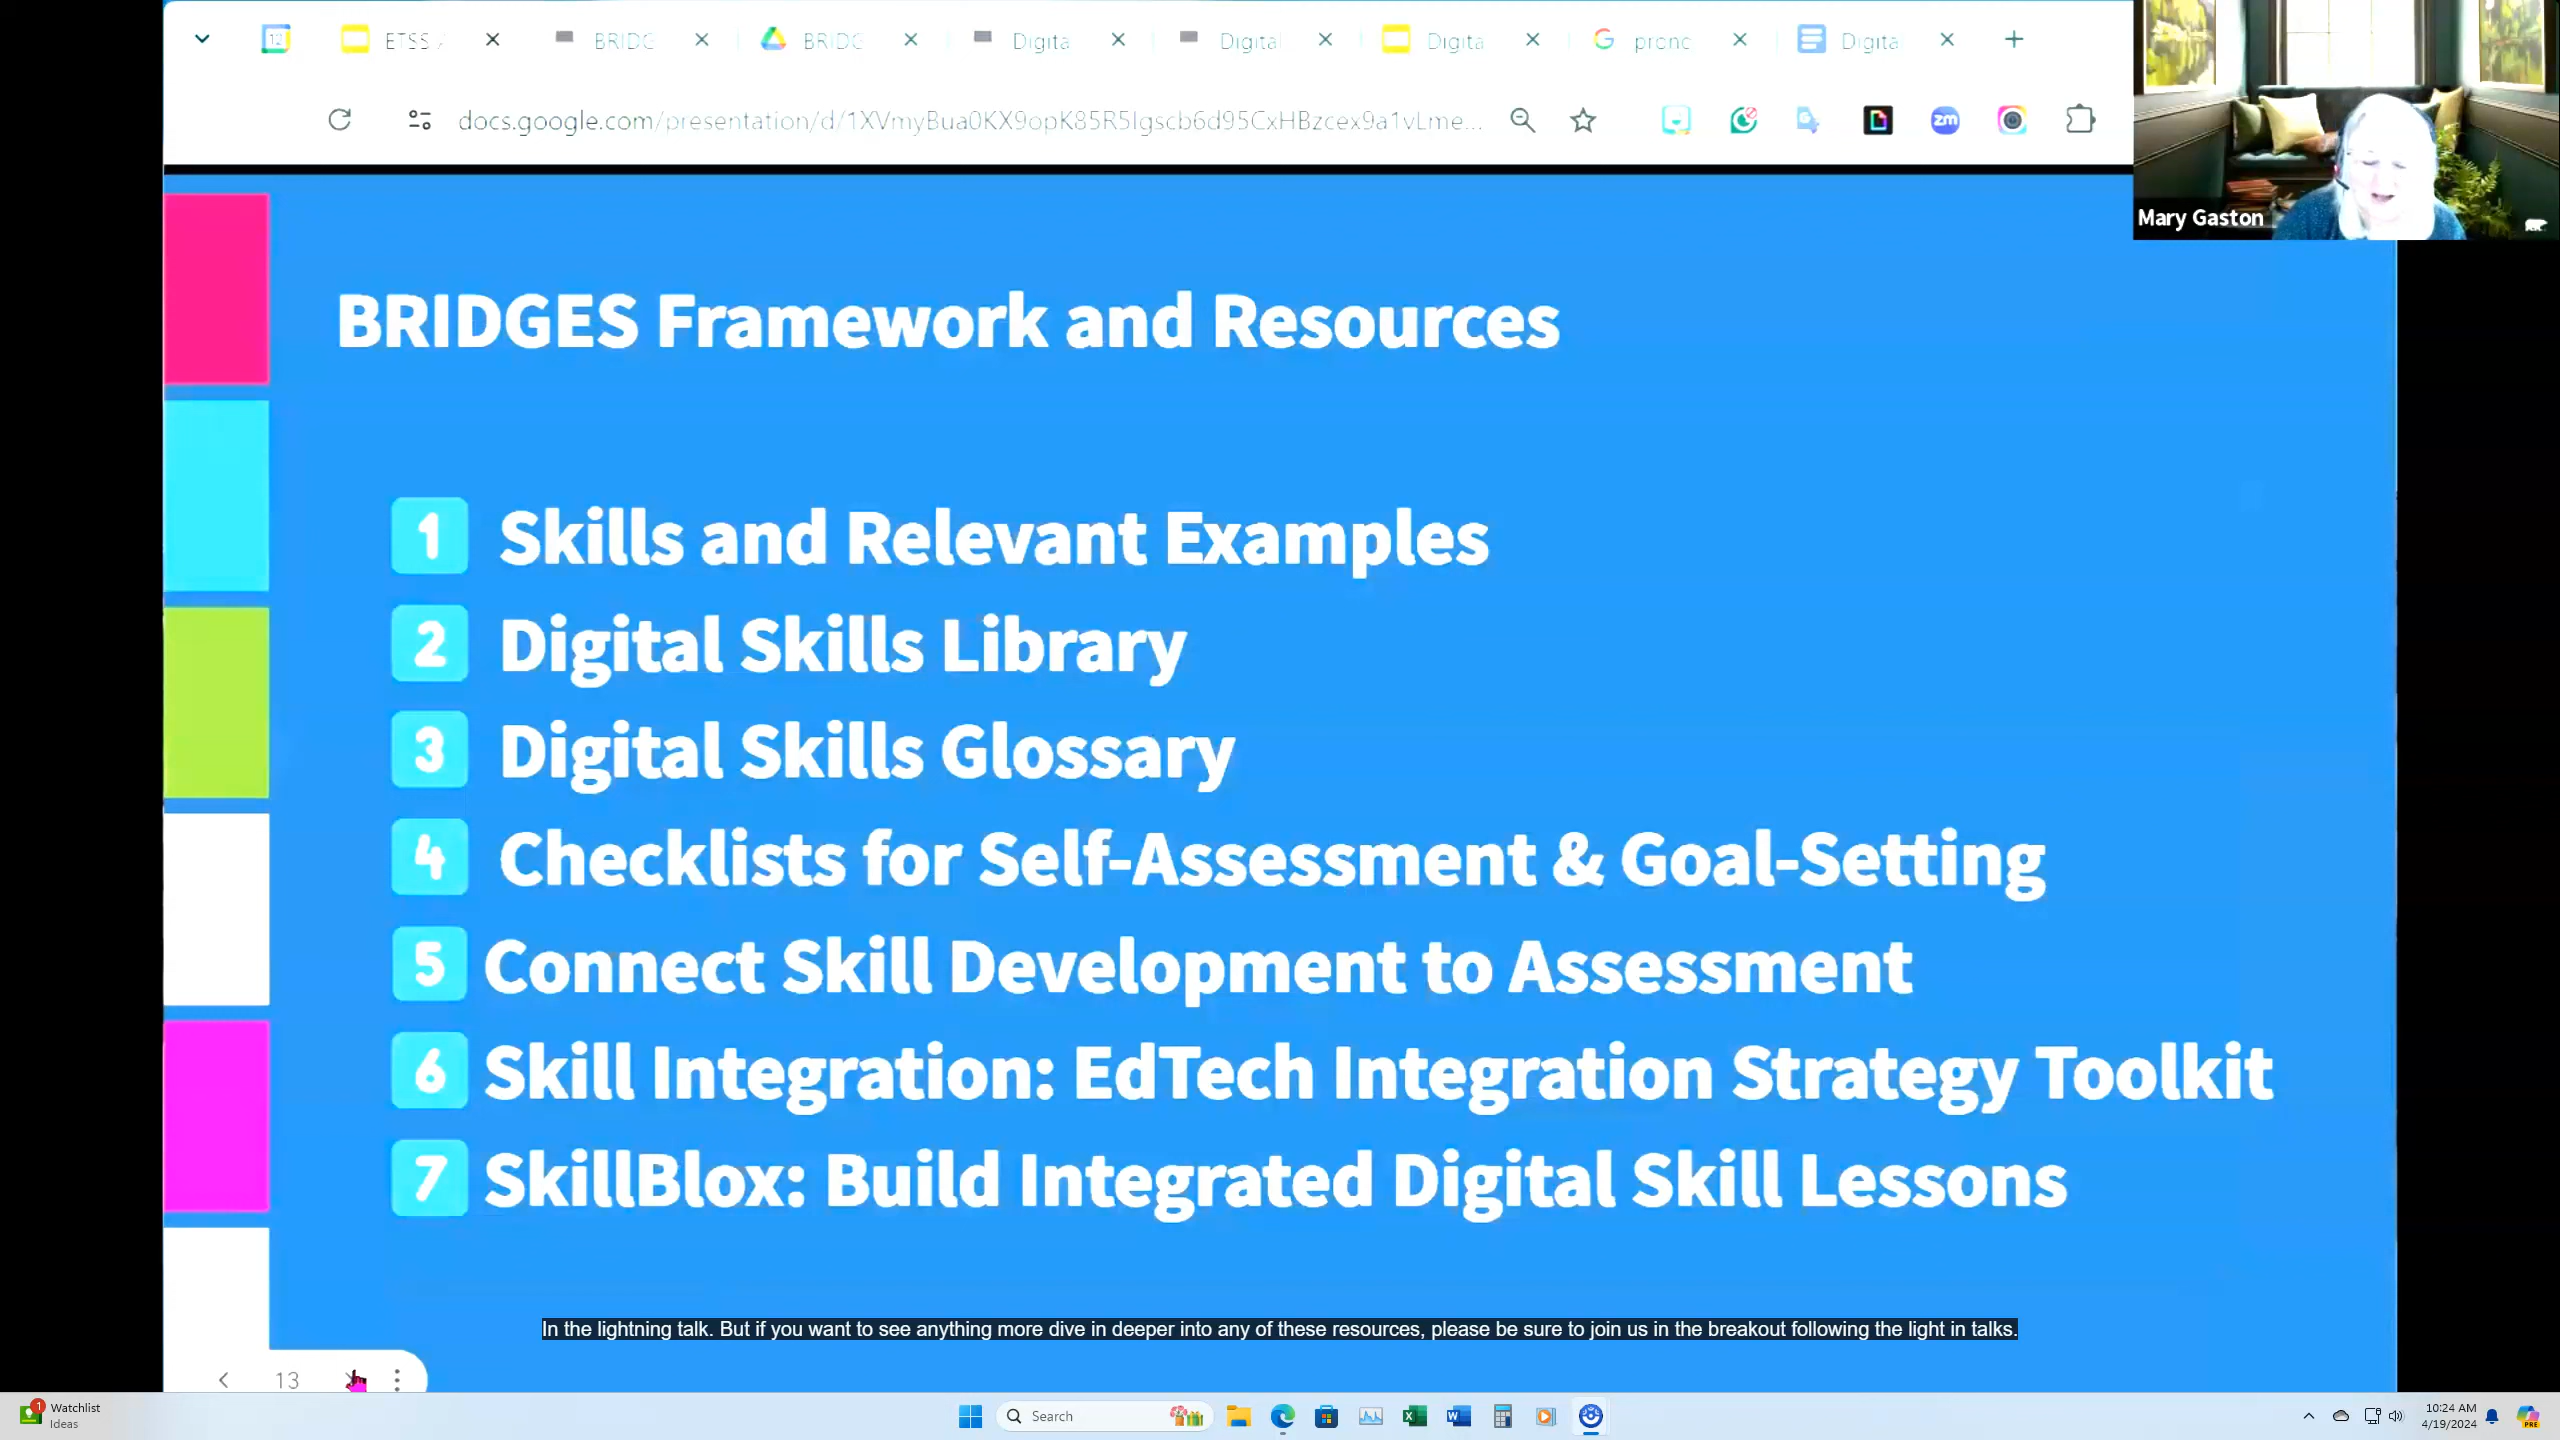 12
ETSS
BRIDG
BRIDG
Digita
Digital
Digita
pronc
Digita
docs.google.com/presentation/d/1XVmyBua0KX9opK85R5Igscb6d95CxHBzcex9a1vLme...
zm
Mary Gaston
BRIDGES Framework and Resources
1 Skills and Relevant Examples
2 Digital Skills Library
3 Digital Skills Glossary
4 Checklists for Self-Assessment & Goal-Setting
5 Connect Skill Development to Assessment
6 Skill Integration: EdTech Integration Strategy Toolkit
7 SkillBlox: Build Integrated Digital Skill Lessons
In the lightning talk. But if you want to see anything more dive in deeper into any of these resources, please be sure to join us in the breakout following the light in talks.
13
1
Watchlist
Ideas
Search
10:24 AM
4/19/2024
PRE